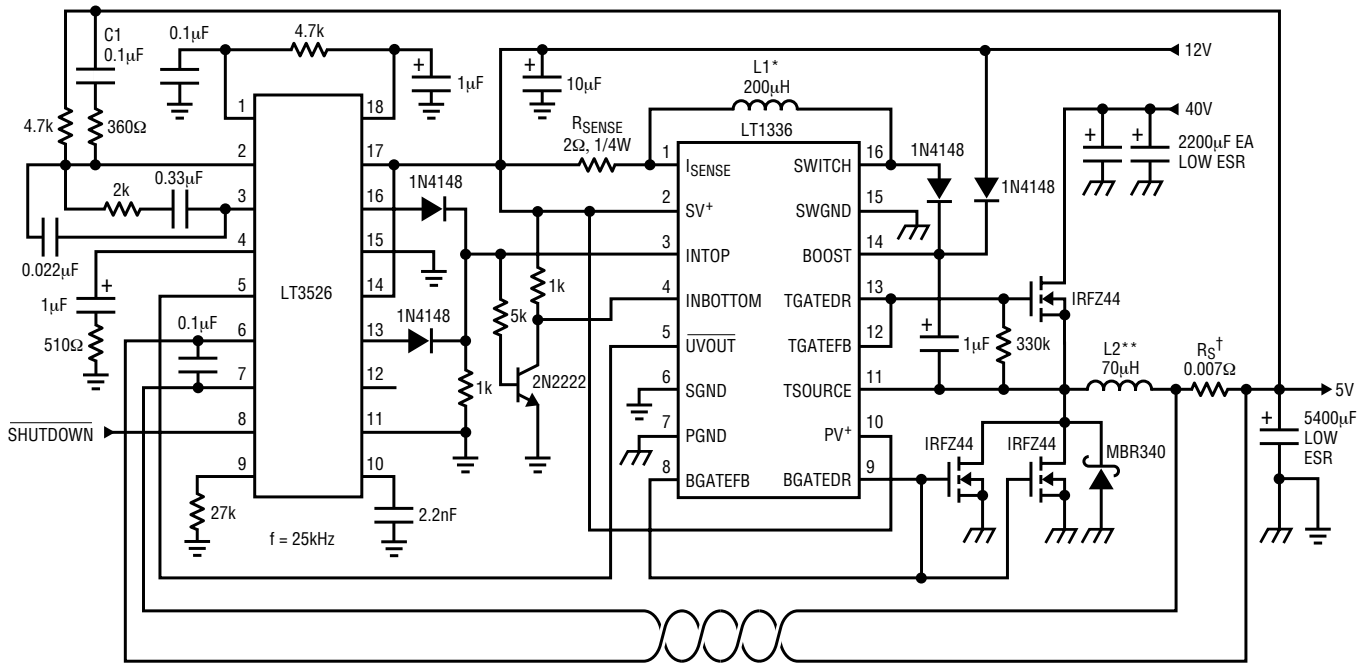 C1
0.1µF
0.1µF
4.7k
+
1µF
+
10µF
12V
L1*
200µH
40V
4.7k
360Ω
RSENSE
2Ω, 1/4W
LT1336
2200µF EA
LOW ESR
+
+
1
2
3
4
5
6
7
8
9
LT3526
18
17
16
15
14
13
12
11
10
2k
0.33µF
0.022µF
+
1µF
510Ω
0.1µF
SHUTDOWN
27k
f = 25kHz
2.2nF
1N4148
1N4148
1k
5k
1k
2N2222
1 ISENSE
2 SV+
3 INTOP
4 INBOTTOM
5 UVOUT
6 SGND
7 PGND
8 BGATEFB
SWITCH 16
SWGND 15
BOOST 14
TGATEDR 13
TGATEFB 12
TSOURCE 11
PV+ 10
BGATEDR 9
1N4148
1N4148
IRFZ44
+
1µF
330k
L2**
70µH
RS†
0.007Ω
5V
IRFZ44
IRFZ44
MBR340
+
5400µF
LOW
ESR